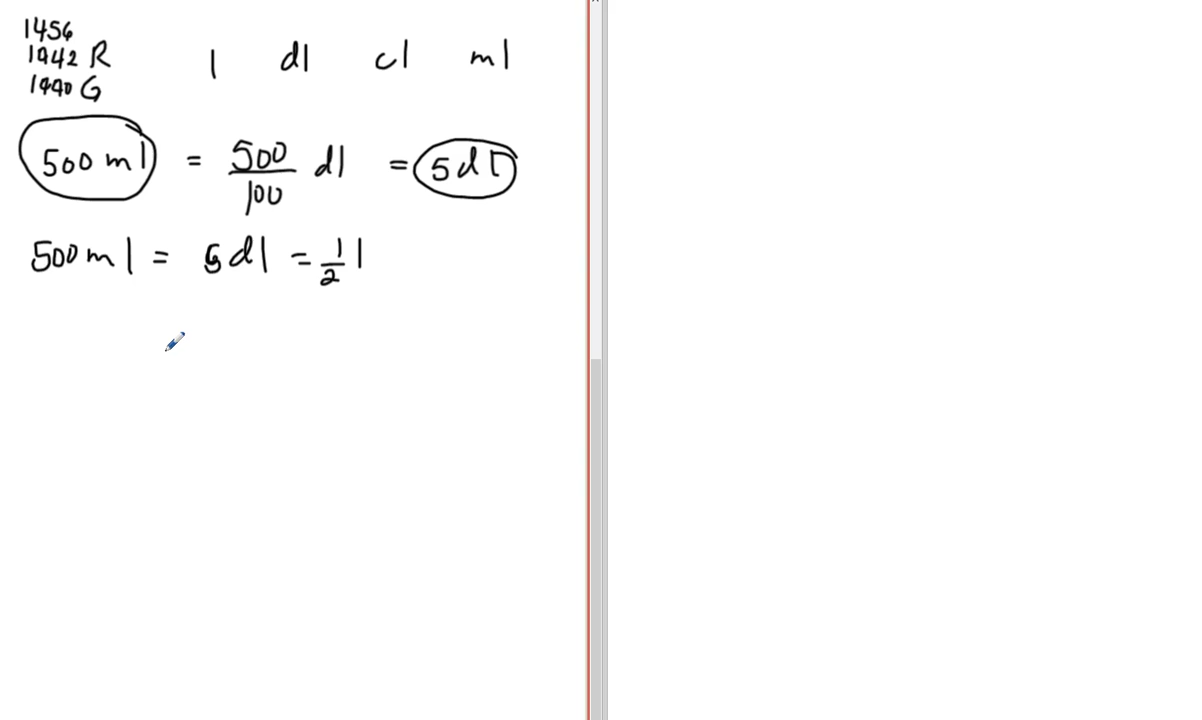 1456
1942 R
1990 G
l dl cl ml
500 ml = 500/100 dl = 5 dl
500 ml = 5 dl = 1/2 l